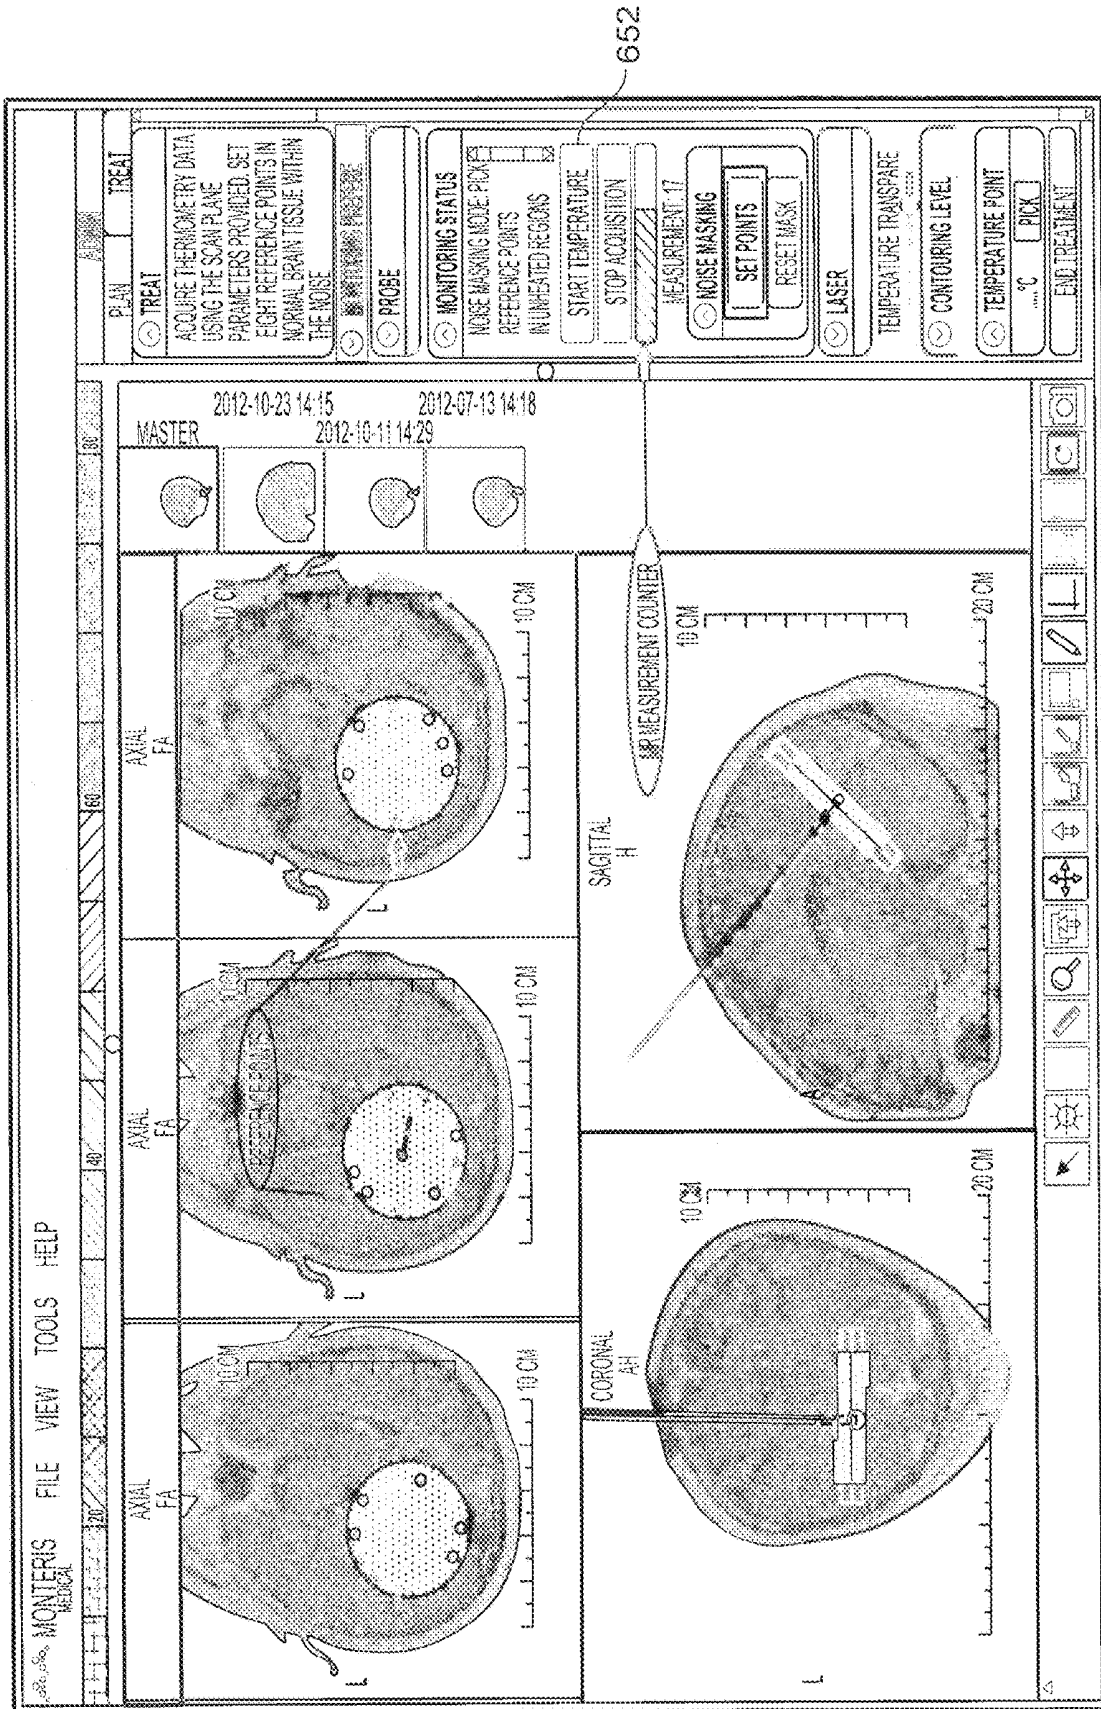 MONTERIS
MEDICAL
FILE VIEW TOOLS HELP
20
40
60
80
PLAN
TREAT
AXIAL
FA
10 CM
10 CM
L
AXIAL
FA
10 CM
L
AXIAL
FA
10 CM
10 CM
L
MASTER
2012-10-23 14:15
2012-10-11 14:29
2012-07-13 14:18
CORONAL
AH
10 CM
20 CM
L
SAGITTAL
H
10 CM
20 CM
A
REFERENCE POINTS
MR MEASUREMENT COUNTER
TREAT
ACQUIRE THERMOMETRY DATA
USING THE SCAN PLANE
PARAMETERS PROVIDED. SET
EIGHT REFERENCE POINTS IN
NORMAL BRAIN TISSUE WITHIN
THE NOISE
PROBE
MONITORING STATUS
NOISE MASKING MODE: PICK
REFERENCE POINTS
IN UNHEATED REGIONS
START TEMPERATURE
STOP ACQUISITION
MEASUREMENT: 17
NOISE MASKING
SET POINTS
RESET MASK
LASER
TEMPERATURE TRANSPARE
CONTOURING LEVEL
TEMPERATURE POINT
°C
PICK
END TREATMENT
652